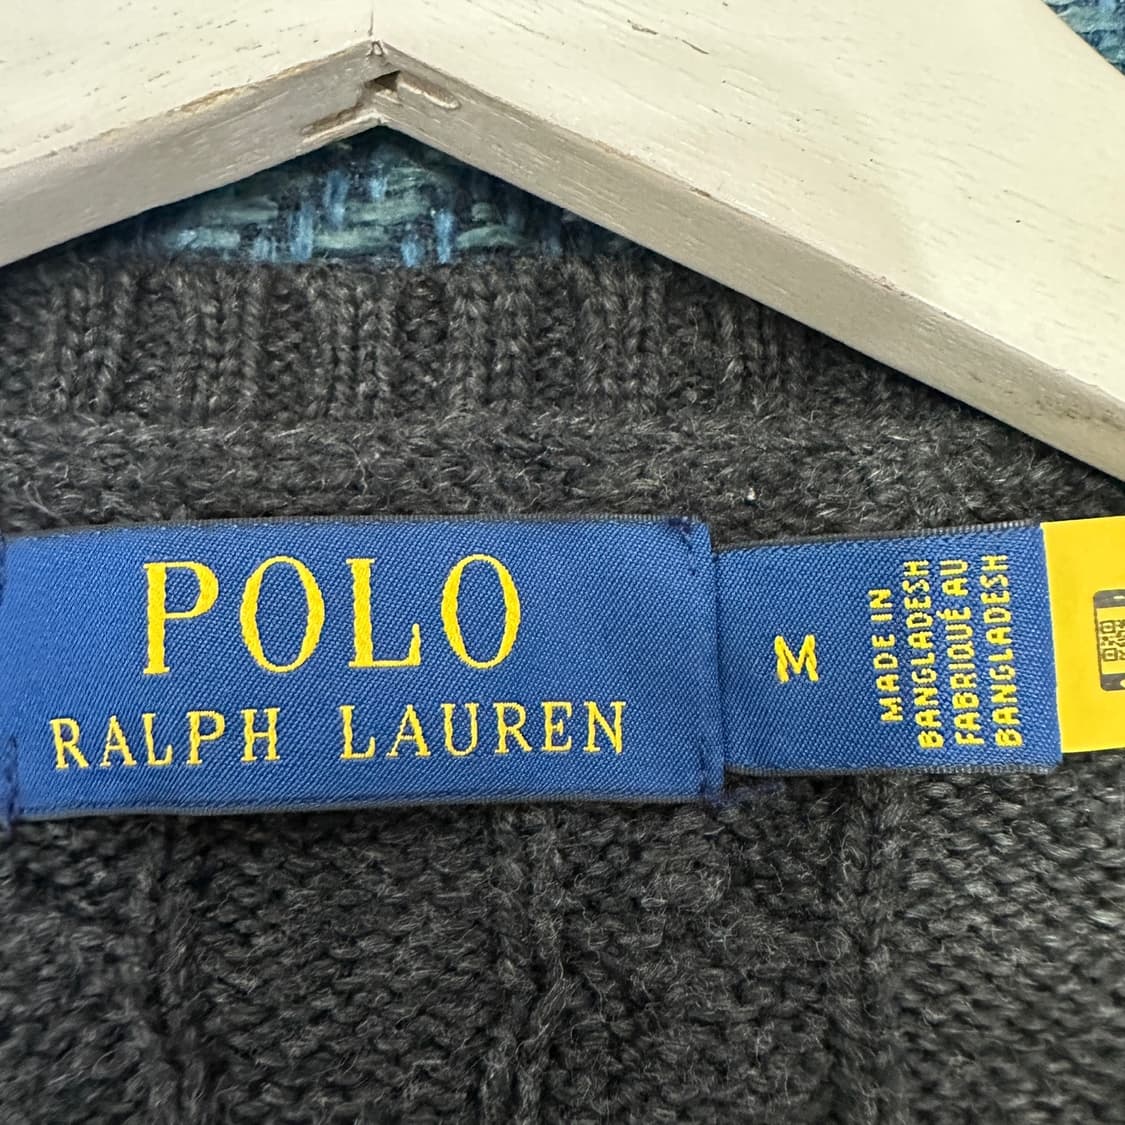 POLO
RALPH LAUREN
M
MADE IN
BANGLADESH
FABRIQUÉ AU
BANGLADESH